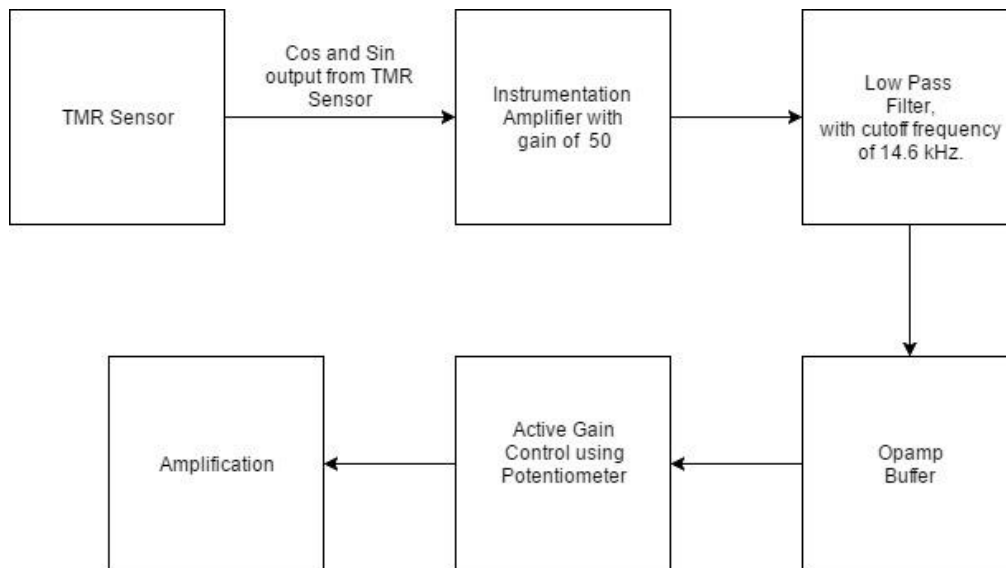 TMR Sensor
Cos and Sin
output from TMR
Sensor
Instrumentation
Amplifier with
gain of 50
Low Pass
Filter,
with cutoff frequency
of 14.6 kHz.
Amplification
Active Gain
Control using
Potentiometer
Opamp
Buffer